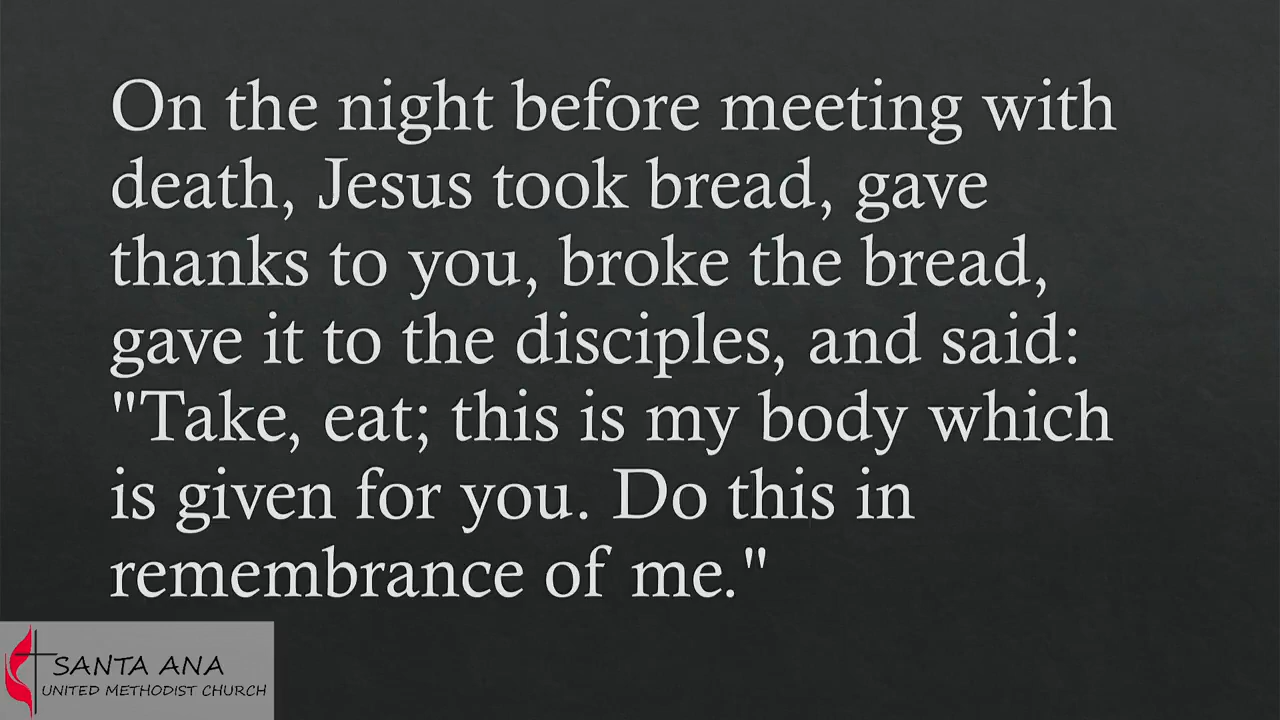 On the night before meeting with
death, Jesus took bread, gave
thanks to you, broke the bread,
gave it to the disciples, and said:
"Take, eat; this is my body which
is given for you. Do this in
remembrance of me."
SANTA ANA
UNITED METHODIST CHURCH